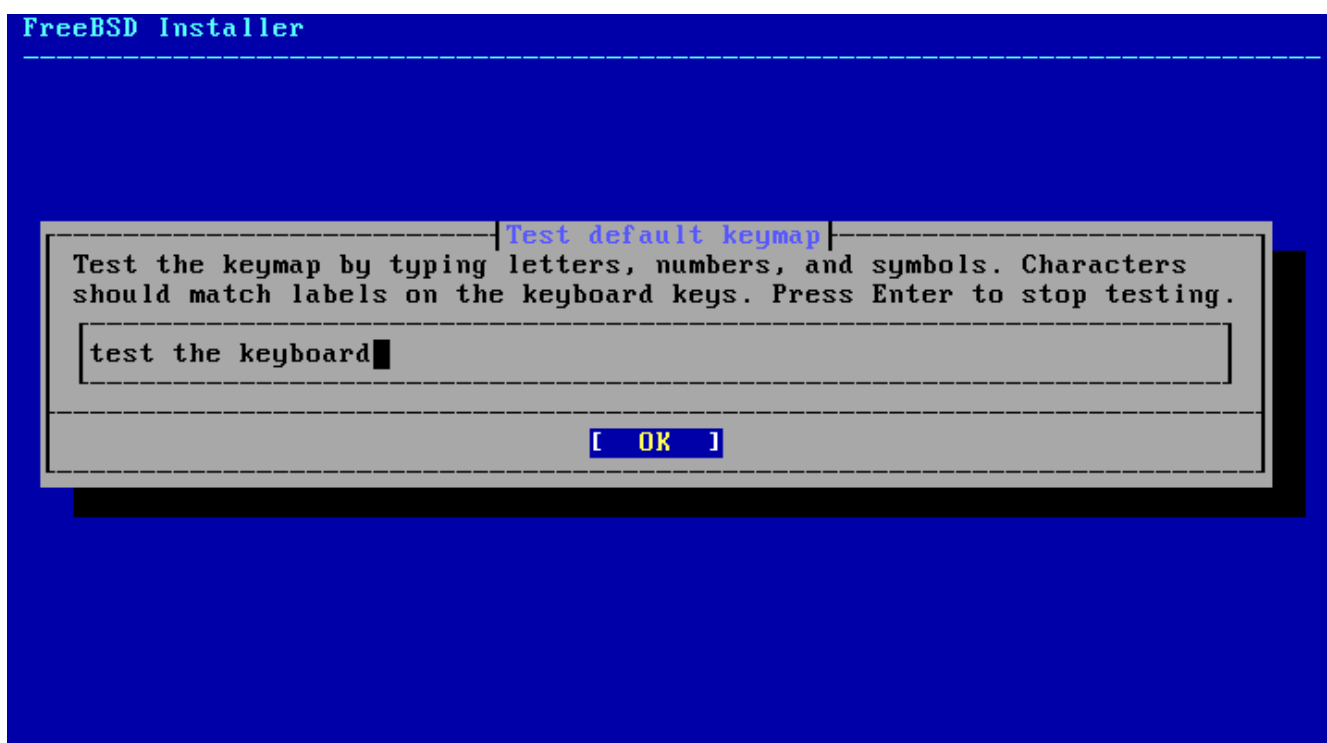 FreeBSD Installer
Test default keymap
Test the keymap by typing letters, numbers, and symbols. Characters
should match labels on the keyboard keys. Press Enter to stop testing.
test the keyboard
[ OK ]